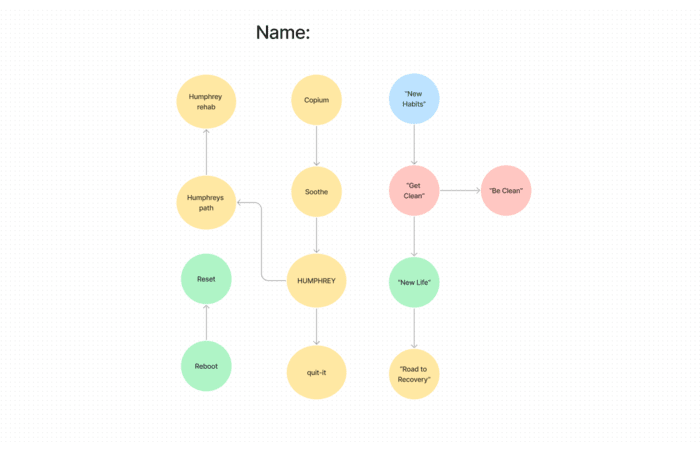 Name:
Humphrey
rehab
Copium
"New
Habits"
Humphreys
path
Soothe
"Get
Clean"
"Be Clean"
Reset
HUMPHREY
"New Life"
Reboot
quit-it
"Road to
Recovery"